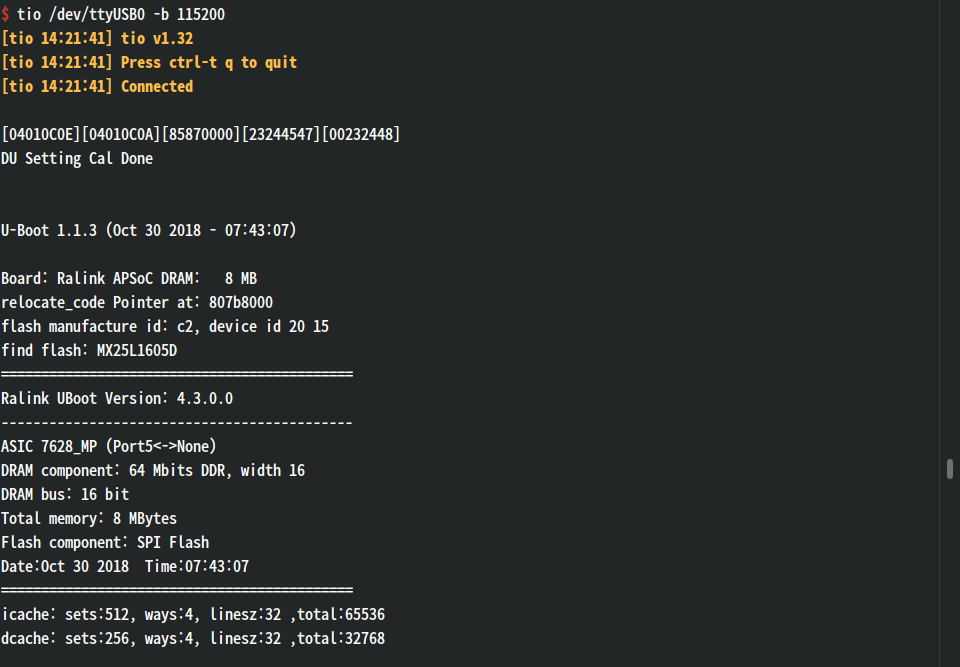 $ tio /dev/ttyUSB0 -b 115200
[tio 14:21:41] tio v1.32
[tio 14:21:41] Press ctrl-t q to quit
[tio 14:21:41] Connected
[04010C0E][04010C0A][85870000][23244547][00232448]
DU Setting Cal Done
U-Boot 1.1.3 (Oct 30 2018 - 07:43:07)
Board: Ralink APSoC DRAM:   8 MB
relocate_code Pointer at: 807b8000
flash manufacture id: c2, device id 20 15
find flash: MX25L1605D
============================================
Ralink UBoot Version: 4.3.0.0
--------------------------------------------
ASIC 7628_MP (Port5<->None)
DRAM component: 64 Mbits DDR, width 16
DRAM bus: 16 bit
Total memory: 8 MBytes
Flash component: SPI Flash
Date:Oct 30 2018  Time:07:43:07
============================================
icache: sets:512, ways:4, linesz:32 ,total:65536
dcache: sets:256, ways:4, linesz:32 ,total:32768